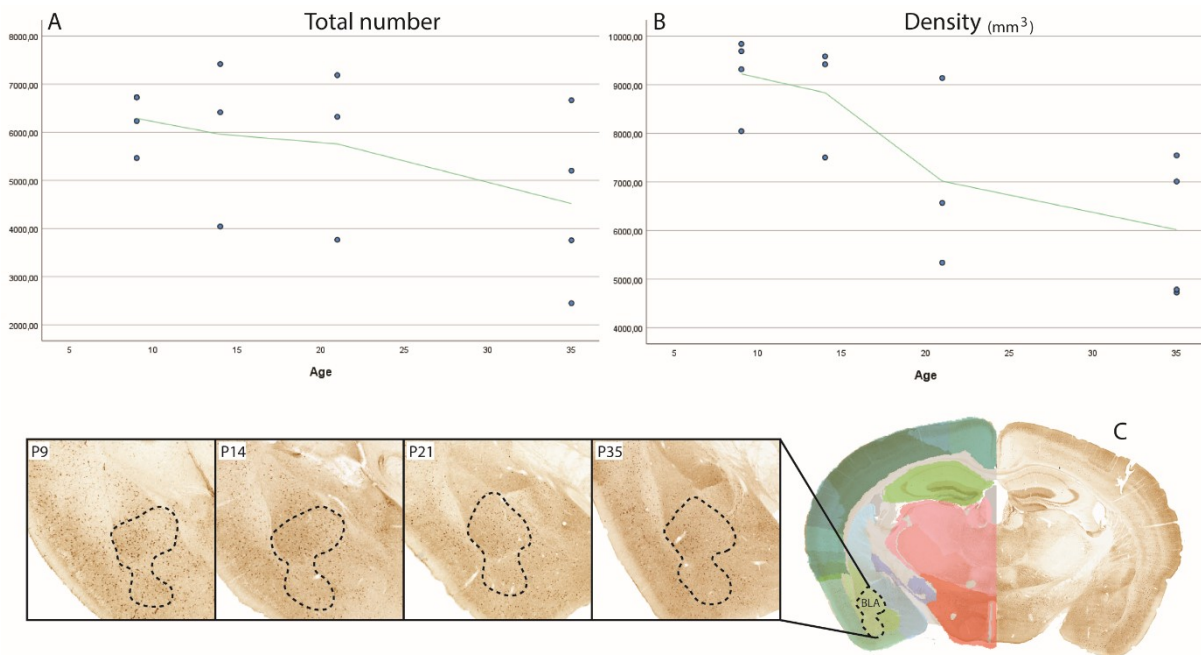 A
Total number
8000,00
7000,00
6000,00
5000,00
4000,00
3000,00
2000,00
5 10 15 20 25 30 35
Age
B
Density (mm³)
10000,00
9000,00
8000,00
7000,00
6000,00
5000,00
4000,00
5 10 15 20 25 30 35
Age
P9
P14
P21
P35
C
BLA